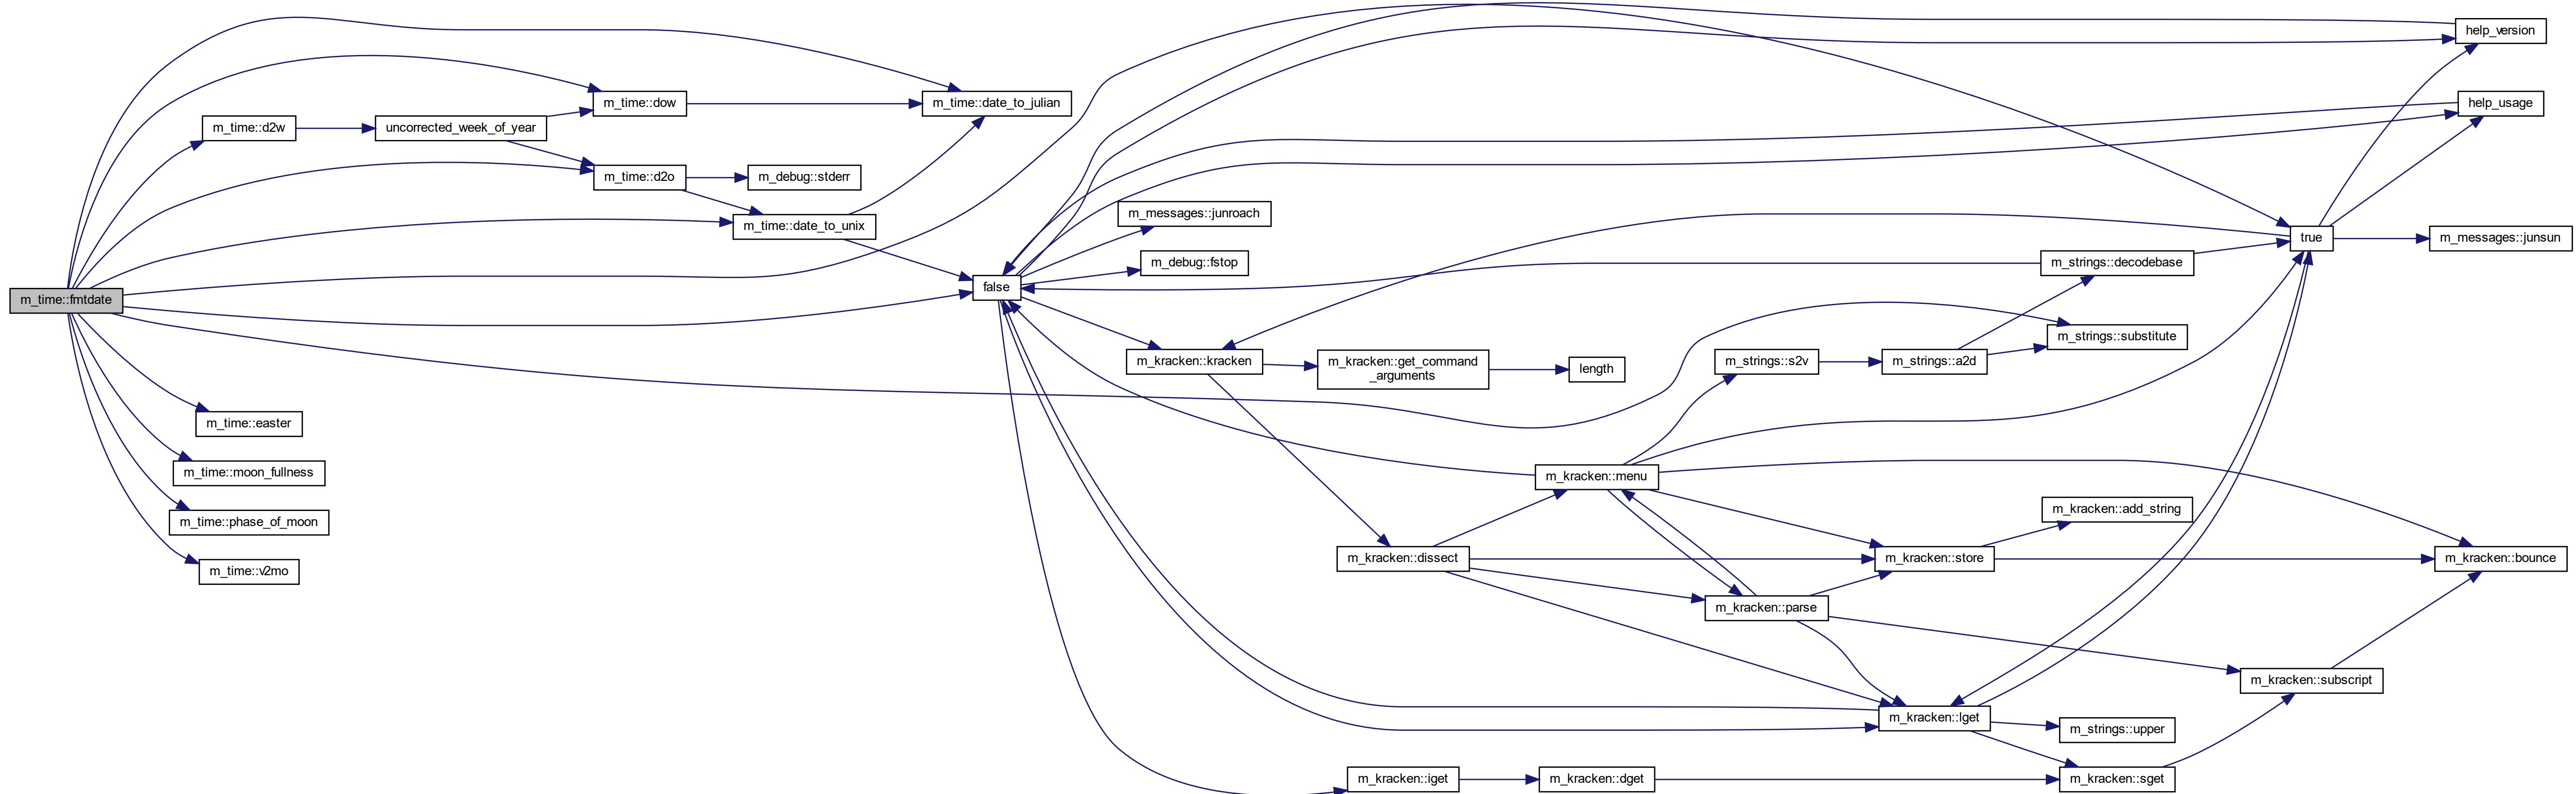 help_version
m_time::dow
m_time::date_to_julian
help_usage
m_time::d2w
uncorrected_week_of_year
m_time::d2o
m_debug::stderr
m_messages::junroach
m_time::date_to_unix
true
m_messages::junsun
m_debug::fstop
m_strings::decodebase
false
m_time::fmtdate
m_strings::substitute
m_kracken::kracken
m_kracken::get_command
_arguments
length
m_strings::s2v
m_strings::a2d
m_time::easter
m_time::moon_fullness
m_kracken::menu
m_time::phase_of_moon
m_kracken::add_string
m_time::v2mo
m_kracken::dissect
m_kracken::store
m_kracken::bounce
m_kracken::parse
m_kracken::subscript
m_kracken::lget
m_strings::upper
m_kracken::iget
m_kracken::dget
m_kracken::sget